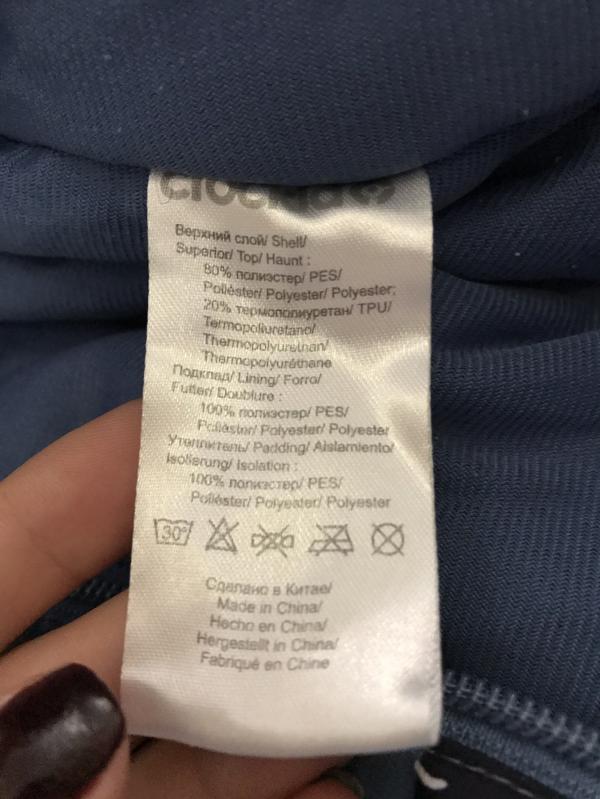 crockid
Верхний слой/ Shell/
Superior/ Top/ Haunt :
80% полиэстер/ PES/
Poliéster/ Polyester/ Polyester;
20% термополиуретан/ TPU/
Termopoliuretano/
Thermopolyurethan/
Thermopolyuréthane
Подклад/ Lining/ Forro/
Futter/ Doublure :
100% полиэстер/ PES/
Poliéster/ Polyester/ Polyester
Утеплитель/ Padding/ Aislamiento/
Isolierung/ Isolation :
100% полиэстер/ PES/
Poliéster/ Polyester/ Polyester
30°
Сделано в Китае/
Made in China/
Hecho en China/
Hergestellt in China/
Fabriqué en Chine